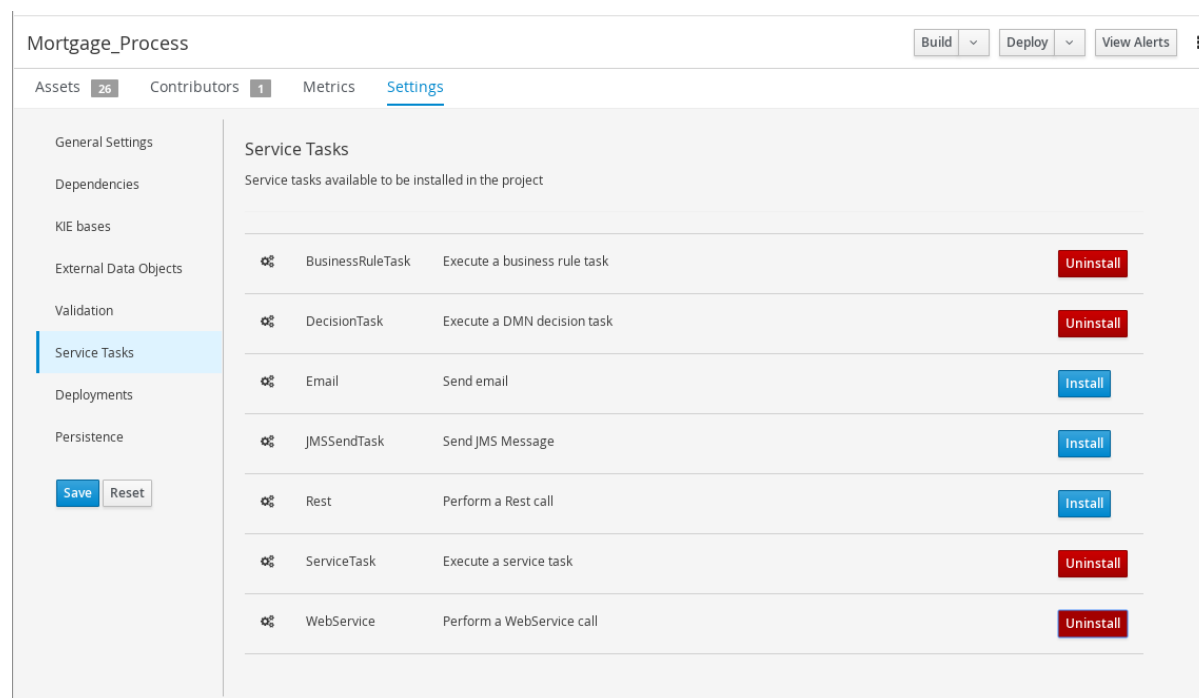 Mortgage_Process
Build
Deploy
View Alerts
Assets 26 Contributors 1 Metrics Settings
General Settings
Dependencies
KIE bases
External Data Objects
Validation
Service Tasks
Deployments
Persistence
Save Reset
Service Tasks
Service tasks available to be installed in the project
BusinessRuleTask Execute a business rule task Uninstall
DecisionTask Execute a DMN decision task Uninstall
Email Send email Install
JMSSendTask Send JMS Message Install
Rest Perform a Rest call Install
ServiceTask Execute a service task Uninstall
WebService Perform a WebService call Uninstall